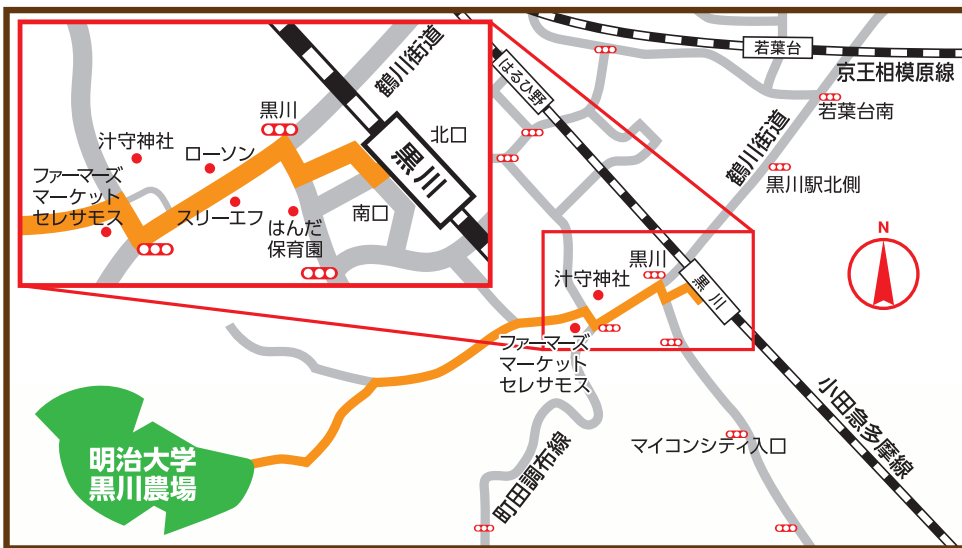 鶴川街道
黒川
北口
汁守神社
ローソン
黒川
ファーマーズ
マーケット
セレサモス
スリーエフ
はんだ
保育園
南口
はるひ野
若葉台
京王相模原線
若葉台南
鶴川街道
黒川駅北側
N
黒川
汁守神社
黒川
ファーマーズ
マーケット
セレサモス
小田急多摩線
マイコンシティ入口
町田調布線
明治大学
黒川農場